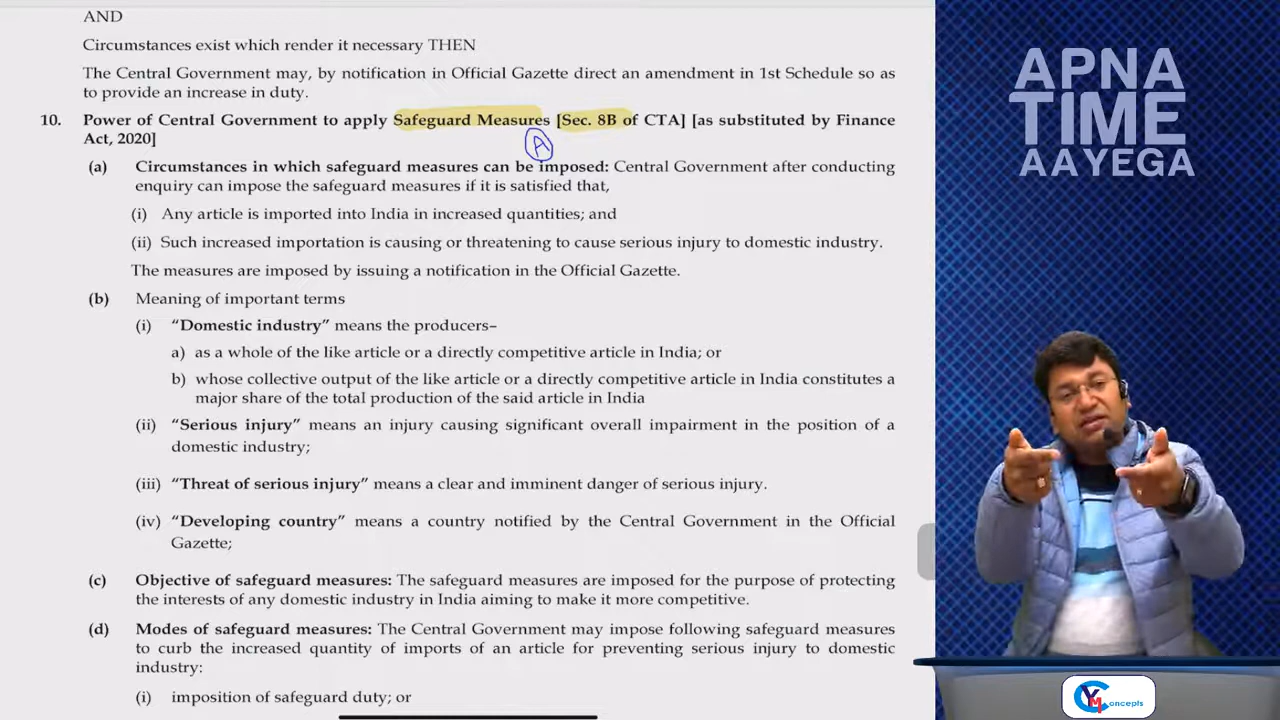 AND
Circumstances exist which render it necessary THEN
The Central Government may, by notification in Official Gazette direct an amendment in 1st Schedule so as
to provide an increase in duty.
10. Power of Central Government to apply Safeguard Measures [Sec. 8B of CTA] [as substituted by Finance
Act, 2020]
A
(a) Circumstances in which safeguard measures can be imposed: Central Government after conducting
enquiry can impose the safeguard measures if it is satisfied that,
(i) Any article is imported into India in increased quantities; and
(ii) Such increased importation is causing or threatening to cause serious injury to domestic industry.
The measures are imposed by issuing a notification in the Official Gazette.
(b) Meaning of important terms
(i) “Domestic industry” means the producers–
a) as a whole of the like article or a directly competitive article in India; or
b) whose collective output of the like article or a directly competitive article in India constitutes a
major share of the total production of the said article in India
(ii) “Serious injury” means an injury causing significant overall impairment in the position of a
domestic industry;
(iii) “Threat of serious injury” means a clear and imminent danger of serious injury.
(iv) “Developing country” means a country notified by the Central Government in the Official
Gazette;
(c) Objective of safeguard measures: The safeguard measures are imposed for the purpose of protecting
the interests of any domestic industry in India aiming to make it more competitive.
(d) Modes of safeguard measures: The Central Government may impose following safeguard measures
to curb the increased quantity of imports of an article for preventing serious injury to domestic
industry:
(i) imposition of safeguard duty; or
APNA
TIME
AAYEGA
YM Concepts